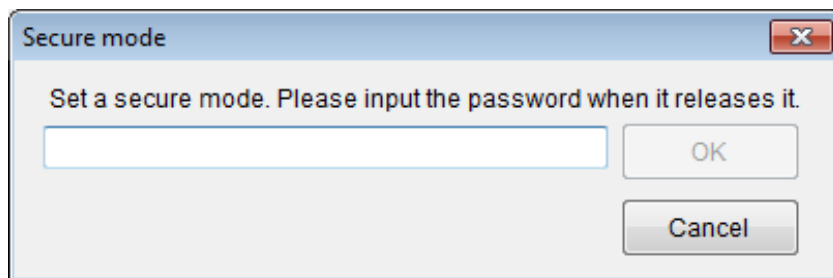 Secure mode
Set a secure mode. Please input the password when it releases it.
OK
Cancel